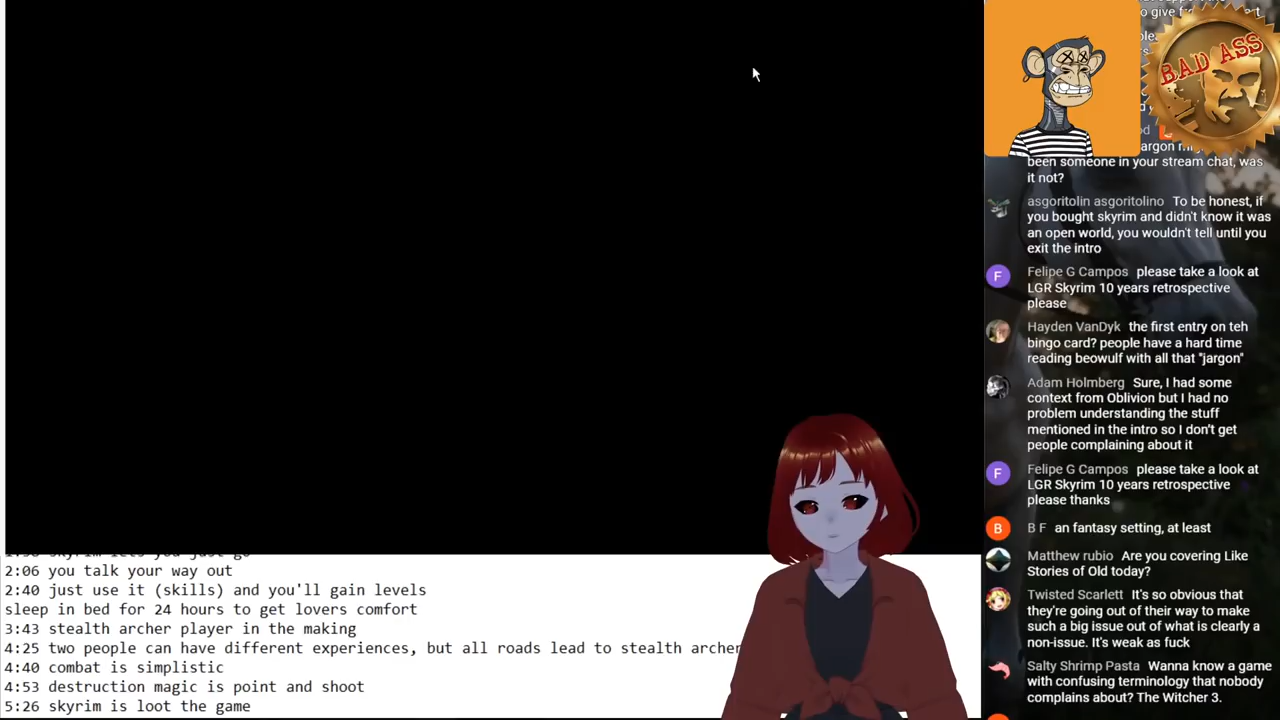 2:06 you talk your way out
2:40 just use it (skills) and you'll gain levels
sleep in bed for 24 hours to get lovers comfort
3:43 stealth archer player in the making
4:25 two people can have different experiences, but all roads lead to stealth archer
4:40 combat is simplistic
4:53 destruction magic is point and shoot
5:26 skyrim is loot the game
BAD ASS
been someone in your stream chat, was
it not?
asgoritolin asgoritolino To be honest, if
you bought skyrim and didn't know it was
an open world, you wouldn't tell until you
exit the intro
F Felipe G Campos please take a look at
LGR Skyrim 10 years retrospective
please
Hayden VanDyk the first entry on teh
bingo card? people have a hard time
reading beowulf with all that "jargon"
Adam Holmberg Sure, I had some
context from Oblivion but I had no
problem understanding the stuff
mentioned in the intro so I don't get
people complaining about it
F Felipe G Campos please take a look at
LGR Skyrim 10 years retrospective
please thanks
B B F an fantasy setting, at least
Matthew rubio Are you covering Like
Stories of Old today?
Twisted Scarlett It's so obvious that
they're going out of their way to make
such a big issue out of what is clearly a
non-issue. It's weak as fuck
Salty Shrimp Pasta Wanna know a game
with confusing terminology that nobody
complains about? The Witcher 3.